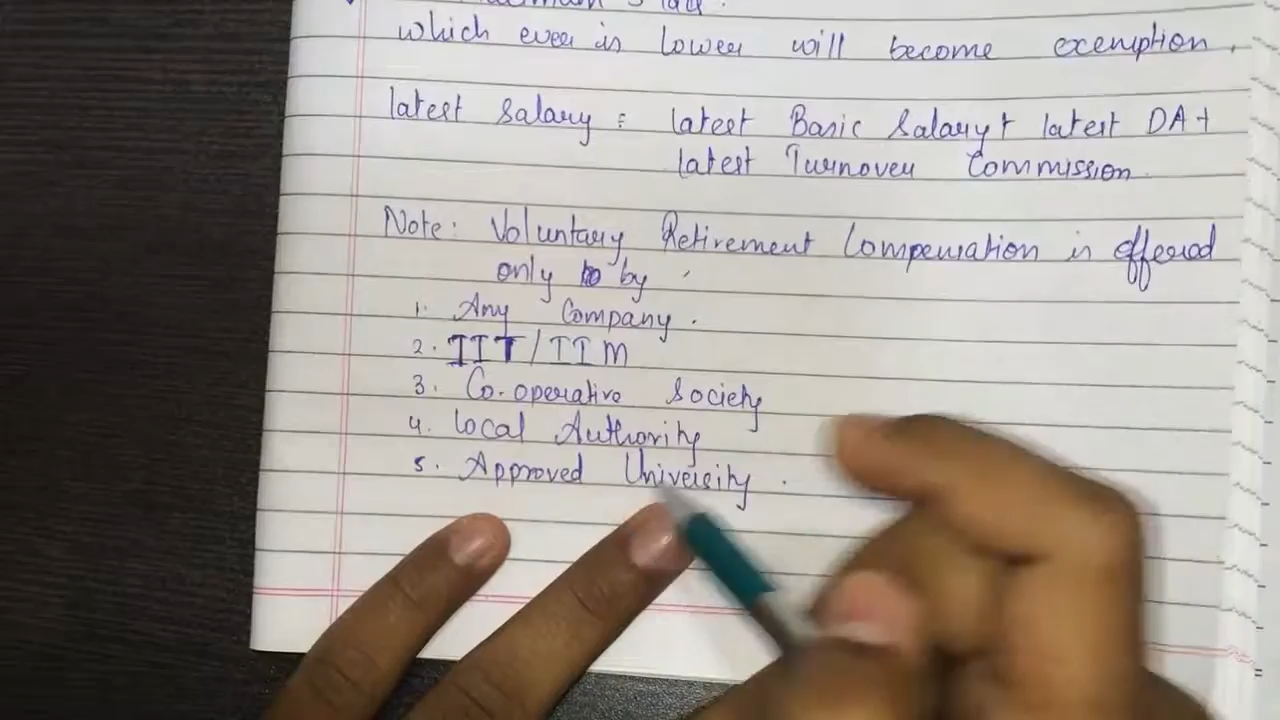 which ever is lower will become exemption.
latest Salary : latest Basic Salary + latest DA +
latest Turnover Commission
Note: Voluntary Retirement Compensation is offered
only by
1. Any Company.
2. IIT/IIM
3. Co-operative Society
4. Local Authority
5. Approved University.